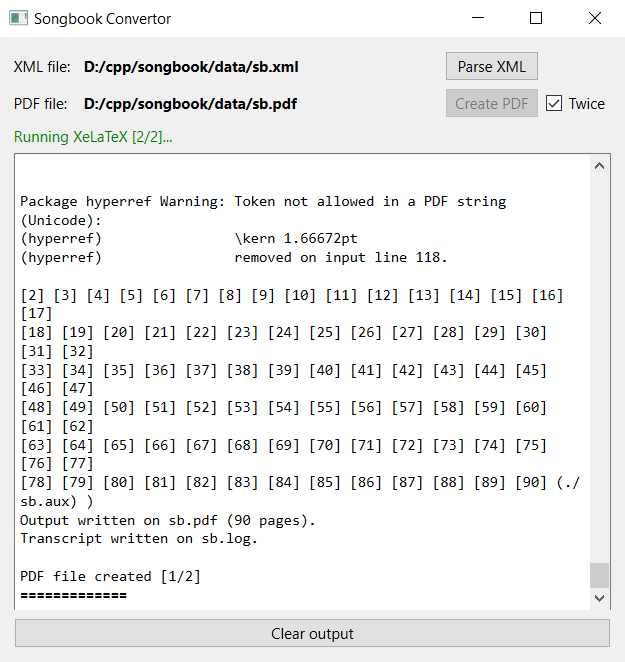 Songbook Convertor
XML file: D:/cpp/songbook/data/sb.xml Parse XML
PDF file: D:/cpp/songbook/data/sb.pdf Create PDF Twice
Running XeLaTeX [2/2]...
Package hyperref Warning: Token not allowed in a PDF string
(Unicode):
(hyperref) \kern 1.66672pt
(hyperref) removed on input line 118.
[2] [3] [4] [5] [6] [7] [8] [9] [10] [11] [12] [13] [14] [15] [16]
[17]
[18] [19] [20] [21] [22] [23] [24] [25] [26] [27] [28] [29] [30]
[31] [32]
[33] [34] [35] [36] [37] [38] [39] [40] [41] [42] [43] [44] [45]
[46] [47]
[48] [49] [50] [51] [52] [53] [54] [55] [56] [57] [58] [59] [60]
[61] [62]
[63] [64] [65] [66] [67] [68] [69] [70] [71] [72] [73] [74] [75]
[76] [77]
[78] [79] [80] [81] [82] [83] [84] [85] [86] [87] [88] [89] [90] (./
sb.aux) )
Output written on sb.pdf (90 pages).
Transcript written on sb.log.
PDF file created [1/2]
=============
Clear output